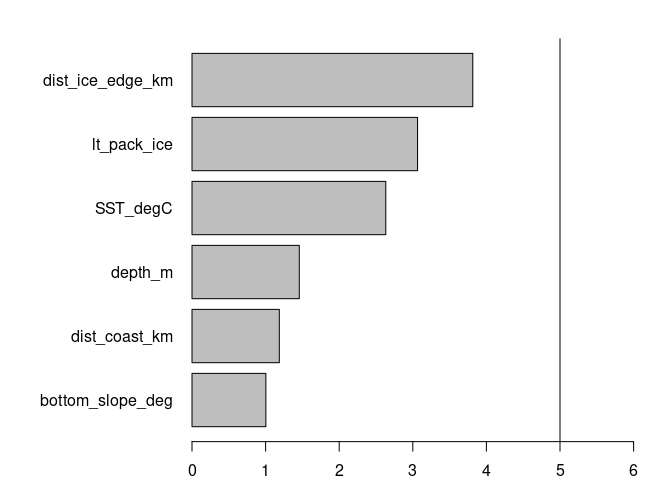 dist_ice_edge_km
lt_pack_ice
SST_degC
depth_m
dist_coast_km
bottom_slope_deg
0 1 2 3 4 5 6